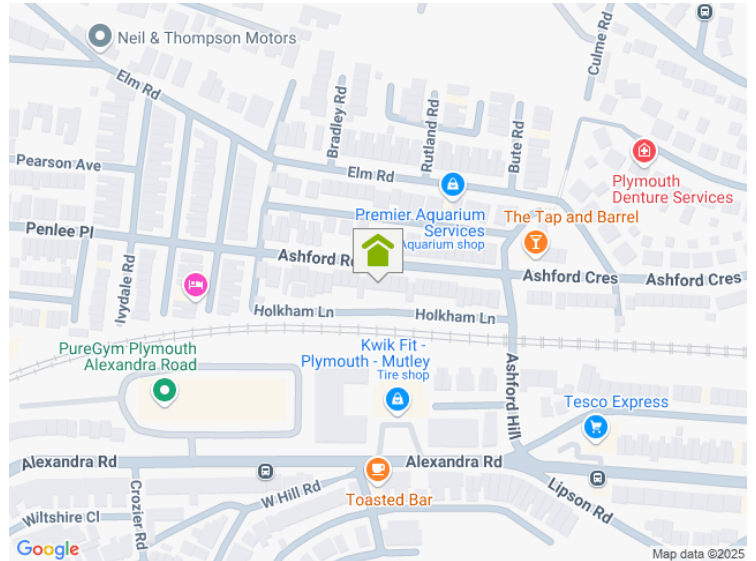 Neil & Thompson Motors
Culme Rd
Elm Rd
Bradley Rd
Rutland Rd
Bute Rd
Pearson Ave
Elm Rd
Plymouth
Denture Services
Premier Aquarium
Services
Aquarium shop
The Tap and Barrel
Penlee Pl
Ashford R
Ashford Cres
Ashford Cres
Ivydale Rd
Holkham Ln
Holkham Ln
PureGym Plymouth
Alexandra Road
Kwik Fit -
Plymouth - Mutley
Tire shop
Ashford Hill
Tesco Express
Alexandra Rd
Alexandra Rd
Crozier Rd
W Hill Rd
Toasted Bar
Lipson Rd
Wiltshire Cl
Google
Map data ©2025